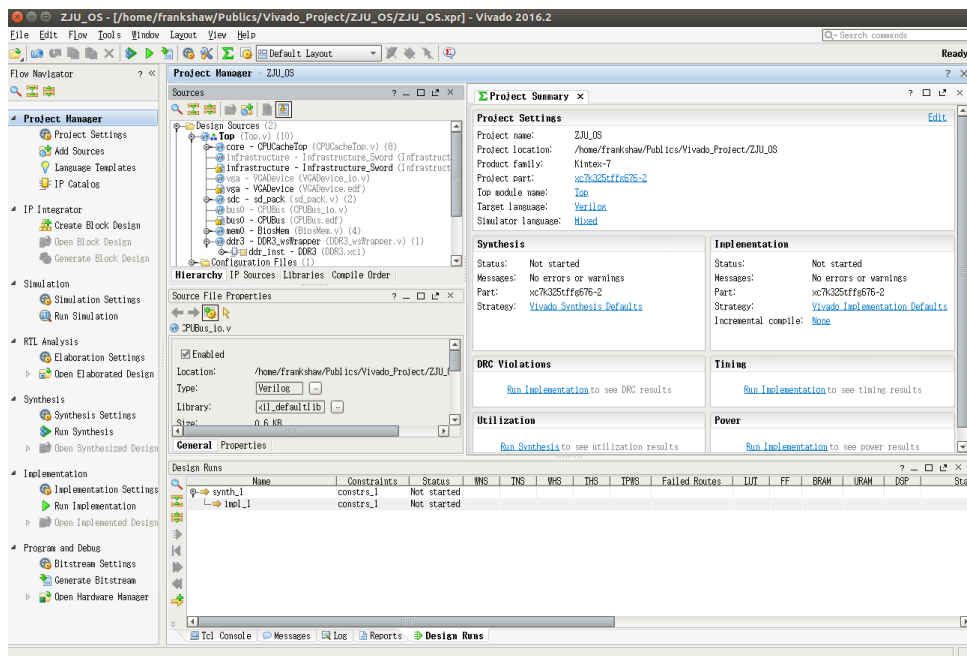 ZJU_OS - [/home/frankshaw/Publics/Vivado_Project/ZJU_OS/ZJU_OS.xpr] - Vivado 2016.2
File Edit Flow Tools Window Layout View Help
Search commands
Default Layout
Ready
Flow Navigator
Project Manager
Project Settings
Add Sources
Language Templates
IP Catalog
IP Integrator
Create Block Design
Open Block Design
Generate Block Design
Simulation
Simulation Settings
Run Simulation
RTL Analysis
Elaboration Settings
Open Elaborated Design
Synthesis
Synthesis Settings
Run Synthesis
Open Synthesized Design
Implementation
Implementation Settings
Run Implementation
Open Implemented Design
Program and Debug
Bitstream Settings
Generate Bitstream
Open Hardware Manager
Project Manager - ZJU_OS
Sources
Design Sources (2)
Top (Top.v) (10)
core - CPUCacheTop (CPUCacheTop.v) (8)
infrastructure - Infrastructure_Sword (Infrastruct
infrastructure - Infrastructure_Sword (Infrastruct
vga - VGADevice (VGADevice_io.v)
vga - VGADevice (VGADevice.edf)
sdc - sd_pack (sd_pack.v) (2)
bus0 - CPUBus (CPUBus_io.v)
bus0 - CPUBus (CPUBus.edf)
mem0 - BiosMem (BiosMem.v) (4)
ddr3 - DDR3_wsWrapper (DDR3_wsWrapper.v) (1)
ddr_inst - DDR3 (DDR3.xci)
Configuration Files (1)
Hierarchy IP Sources Libraries Compile Order
Source File Properties
CPUBus_io.v
Enabled
Location: /home/frankshaw/Publics/Vivado_Project/ZJU_(
Type: Verilog
Library: xil_defaultlib
Size: 0.6 KB
General Properties
Project Summary
Project Settings Edit
Project name: ZJU_OS
Project location: /home/frankshaw/Publics/Vivado_Project/ZJU_OS
Product family: Kintex-7
Project part: xc7k325tffg676-2
Top module name: Top
Target language: Verilog
Simulator language: Mixed
Synthesis
Status: Not started
Messages: No errors or warnings
Part: xc7k325tffg676-2
Strategy: Vivado Synthesis Defaults
Implementation
Status: Not started
Messages: No errors or warnings
Part: xc7k325tffg676-2
Strategy: Vivado Implementation Defaults
Incremental compile: None
DRC Violations
Run Implementation to see DRC results
Timing
Run Implementation to see timing results
Utilization
Run Synthesis to see utilization results
Power
Run Implementation to see power results
Design Runs
Name Constraints Status WNS TNS WHS THS TPWS Failed Routes LUT FF BRAM URAM DSP Sta
synth_1 constrs_1 Not started
impl_1 constrs_1 Not started
Tcl Console Messages Log Reports Design Runs